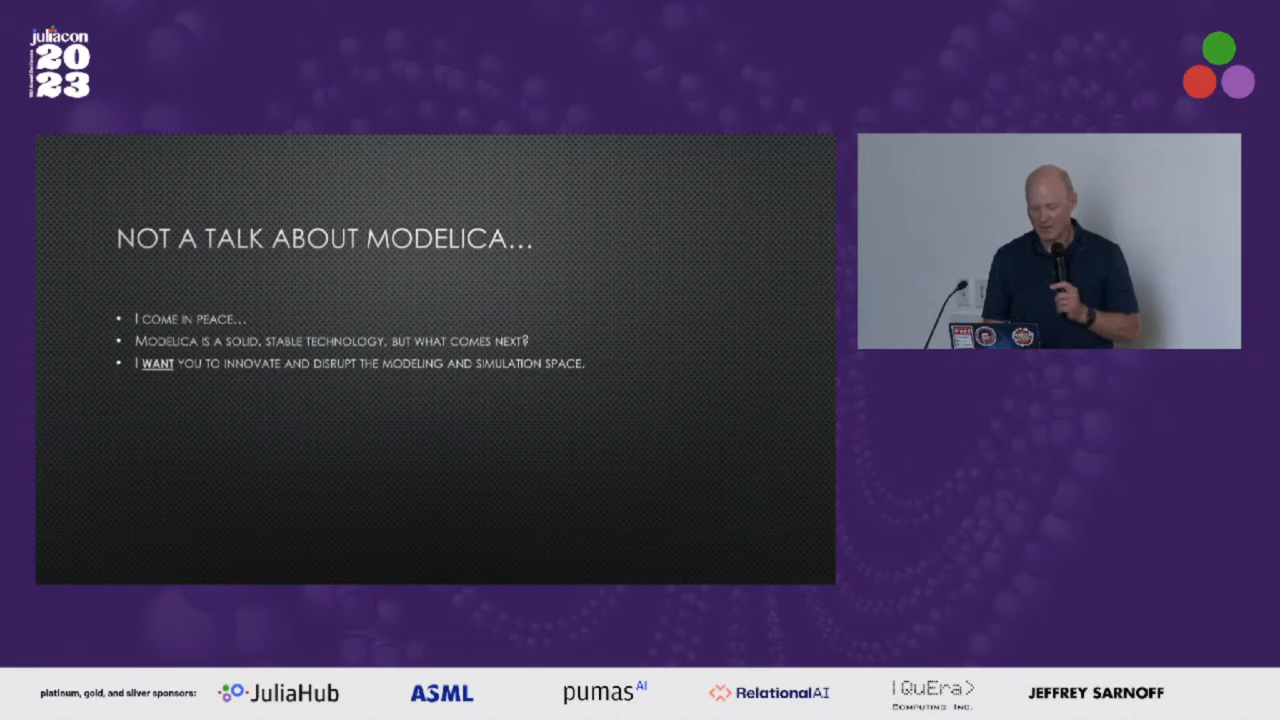 juliacon
20
23
NOT A TALK ABOUT MODELICA...
• I COME IN PEACE...
• MODELICA IS A SOLID, STABLE TECHNOLOGY, BUT WHAT COMES NEXT?
• I WANT YOU TO INNOVATE AND DISRUPT THE MODELING AND SIMULATION SPACE.
platinum, gold, and silver sponsors:
JuliaHub
ASML
pumas AI
RelationalAI
|QuEra>
COMPUTING INC.
JEFFREY SARNOFF